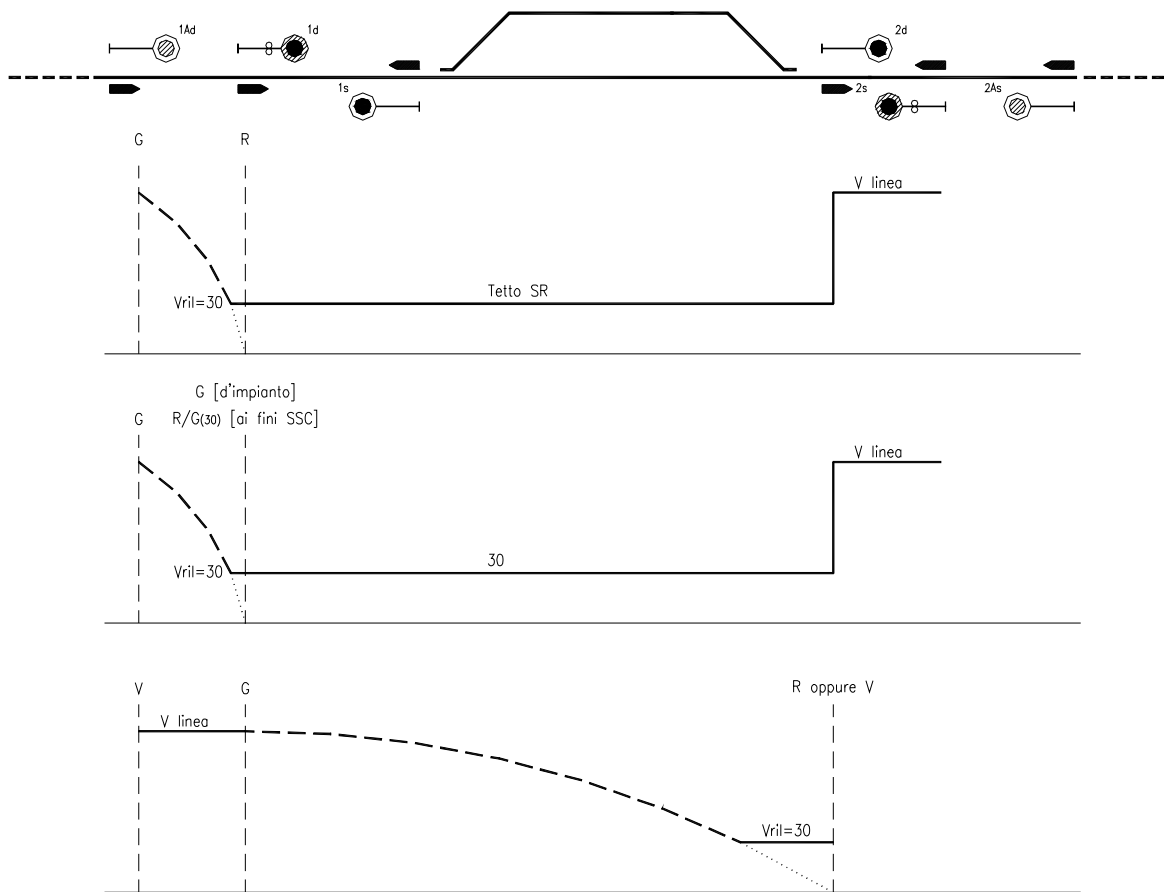 1Ad
1d
2d
1s
2s
2As
G
R
V linea
Tetto SR
Vril=30
G [d'impianto]
G
R/G(30) [ai fini SSC]
V linea
30
Vril=30
V
G
R oppure V
V linea
Vril=30